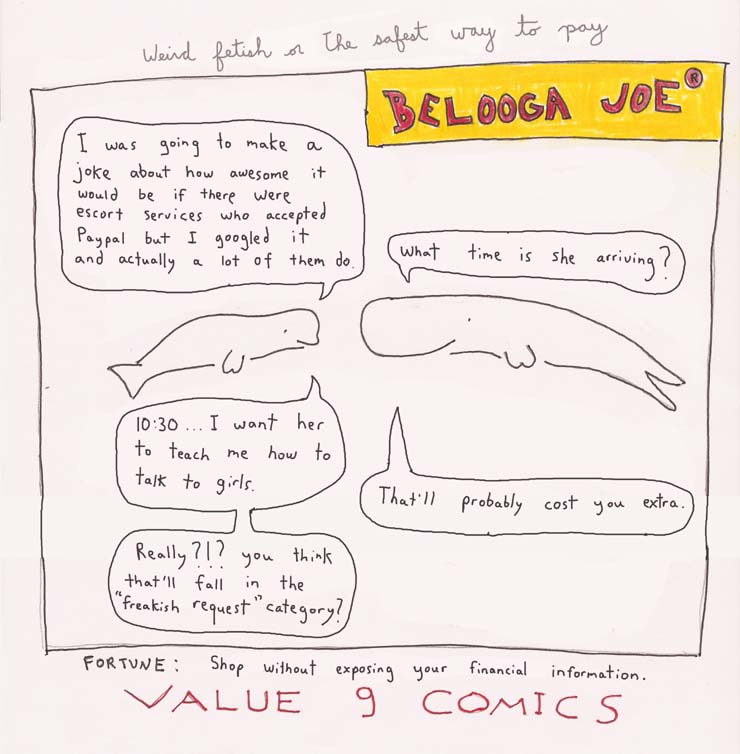 Weird fetish or the safest way to pay
BELOOGA JOE®
I was going to make a
joke about how awesome it
would be if there were
escort services who accepted
Paypal but I googled it
and actually a lot of them do.
What time is she arriving?
10:30 ... I want her
to teach me how to
talk to girls.
That'll probably cost you extra.
Really?!? you think
that'll fall in the
"freakish request" category?
FORTUNE: Shop without exposing your financial information.
VALUE 9 COMICS